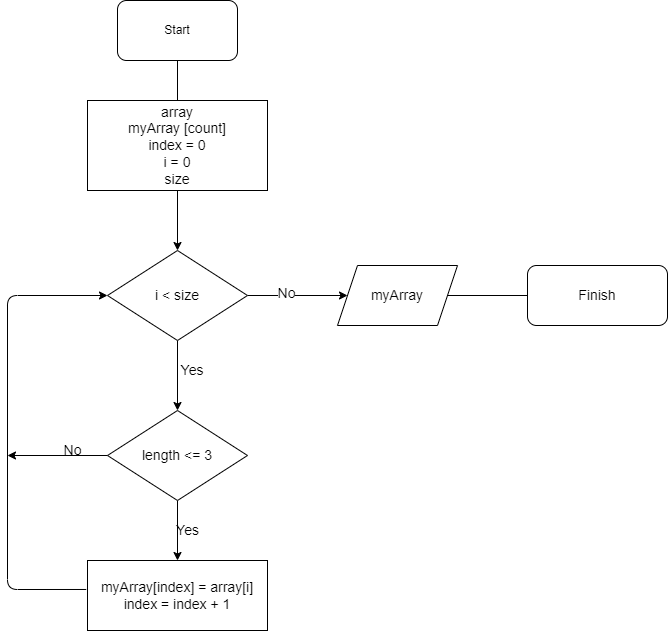 Start
array
myArray [count]
index = 0
i = 0
size
i < size
No
myArray
Finish
Yes
length <= 3
No
Yes
myArray[index] = array[i]
index = index + 1